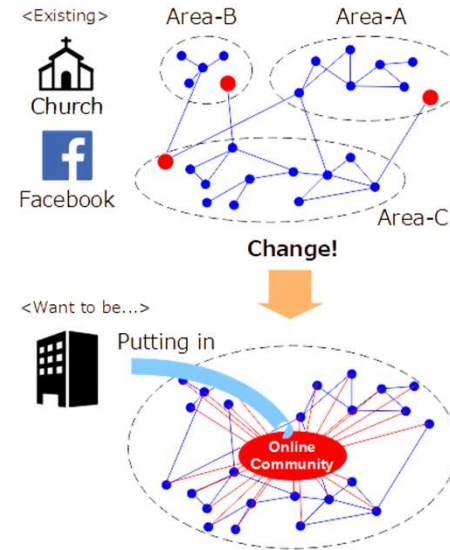 <Existing>
Area-B
Area-A
Church
Facebook
Area-C
Change!
<Want to be...>
Putting in
Online
Community